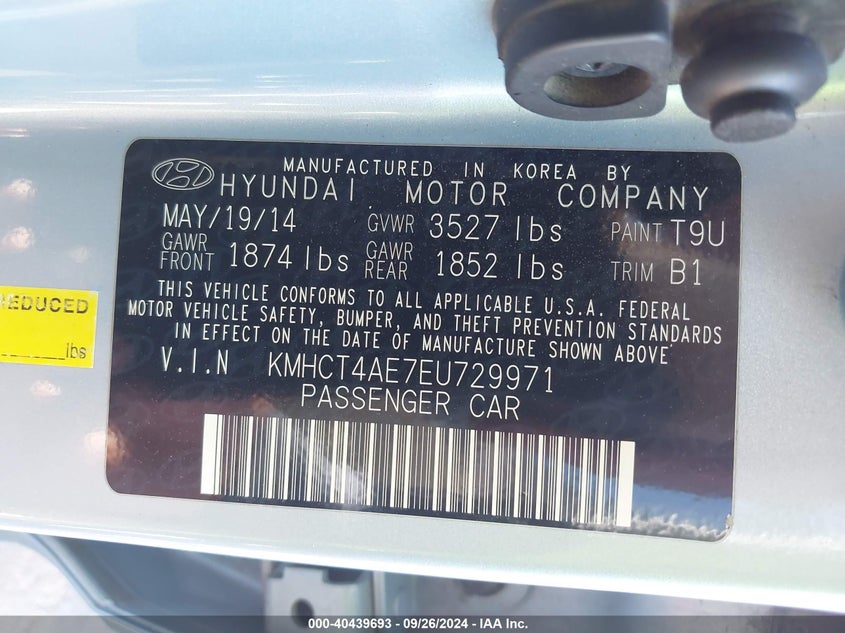 MANUFACTURED IN KOREA BY
HYUNDAI MOTOR COMPANY
MAY/19/14 GVWR 3527 lbs PAINT T9U
GAWR FRONT 1874 lbs GAWR REAR 1852 lbs TRIM B1
THIS VEHICLE CONFORMS TO ALL APPLICABLE U.S.A. FEDERAL
MOTOR VEHICLE SAFETY, BUMPER, AND THEFT PREVENTION STANDARDS
IN EFFECT ON THE DATE OF MANUFACTURE SHOWN ABOVE
V.I.N KMHCT4AE7EU729971
PASSENGER CAR
EDUCED
lbs
000-40439693 - 09/26/2024 - IAA Inc.